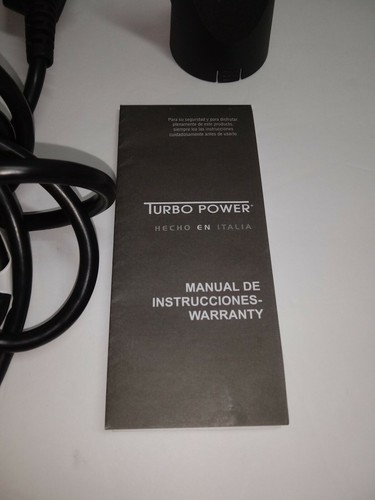 Para su seguridad y para disfrutar
plenamente de este producto,
siempre lea las instrucciones
cuidadosamente antes de usarlo.
TURBO POWER®
HECHO EN ITALIA
MANUAL DE
INSTRUCCIONES-
WARRANTY